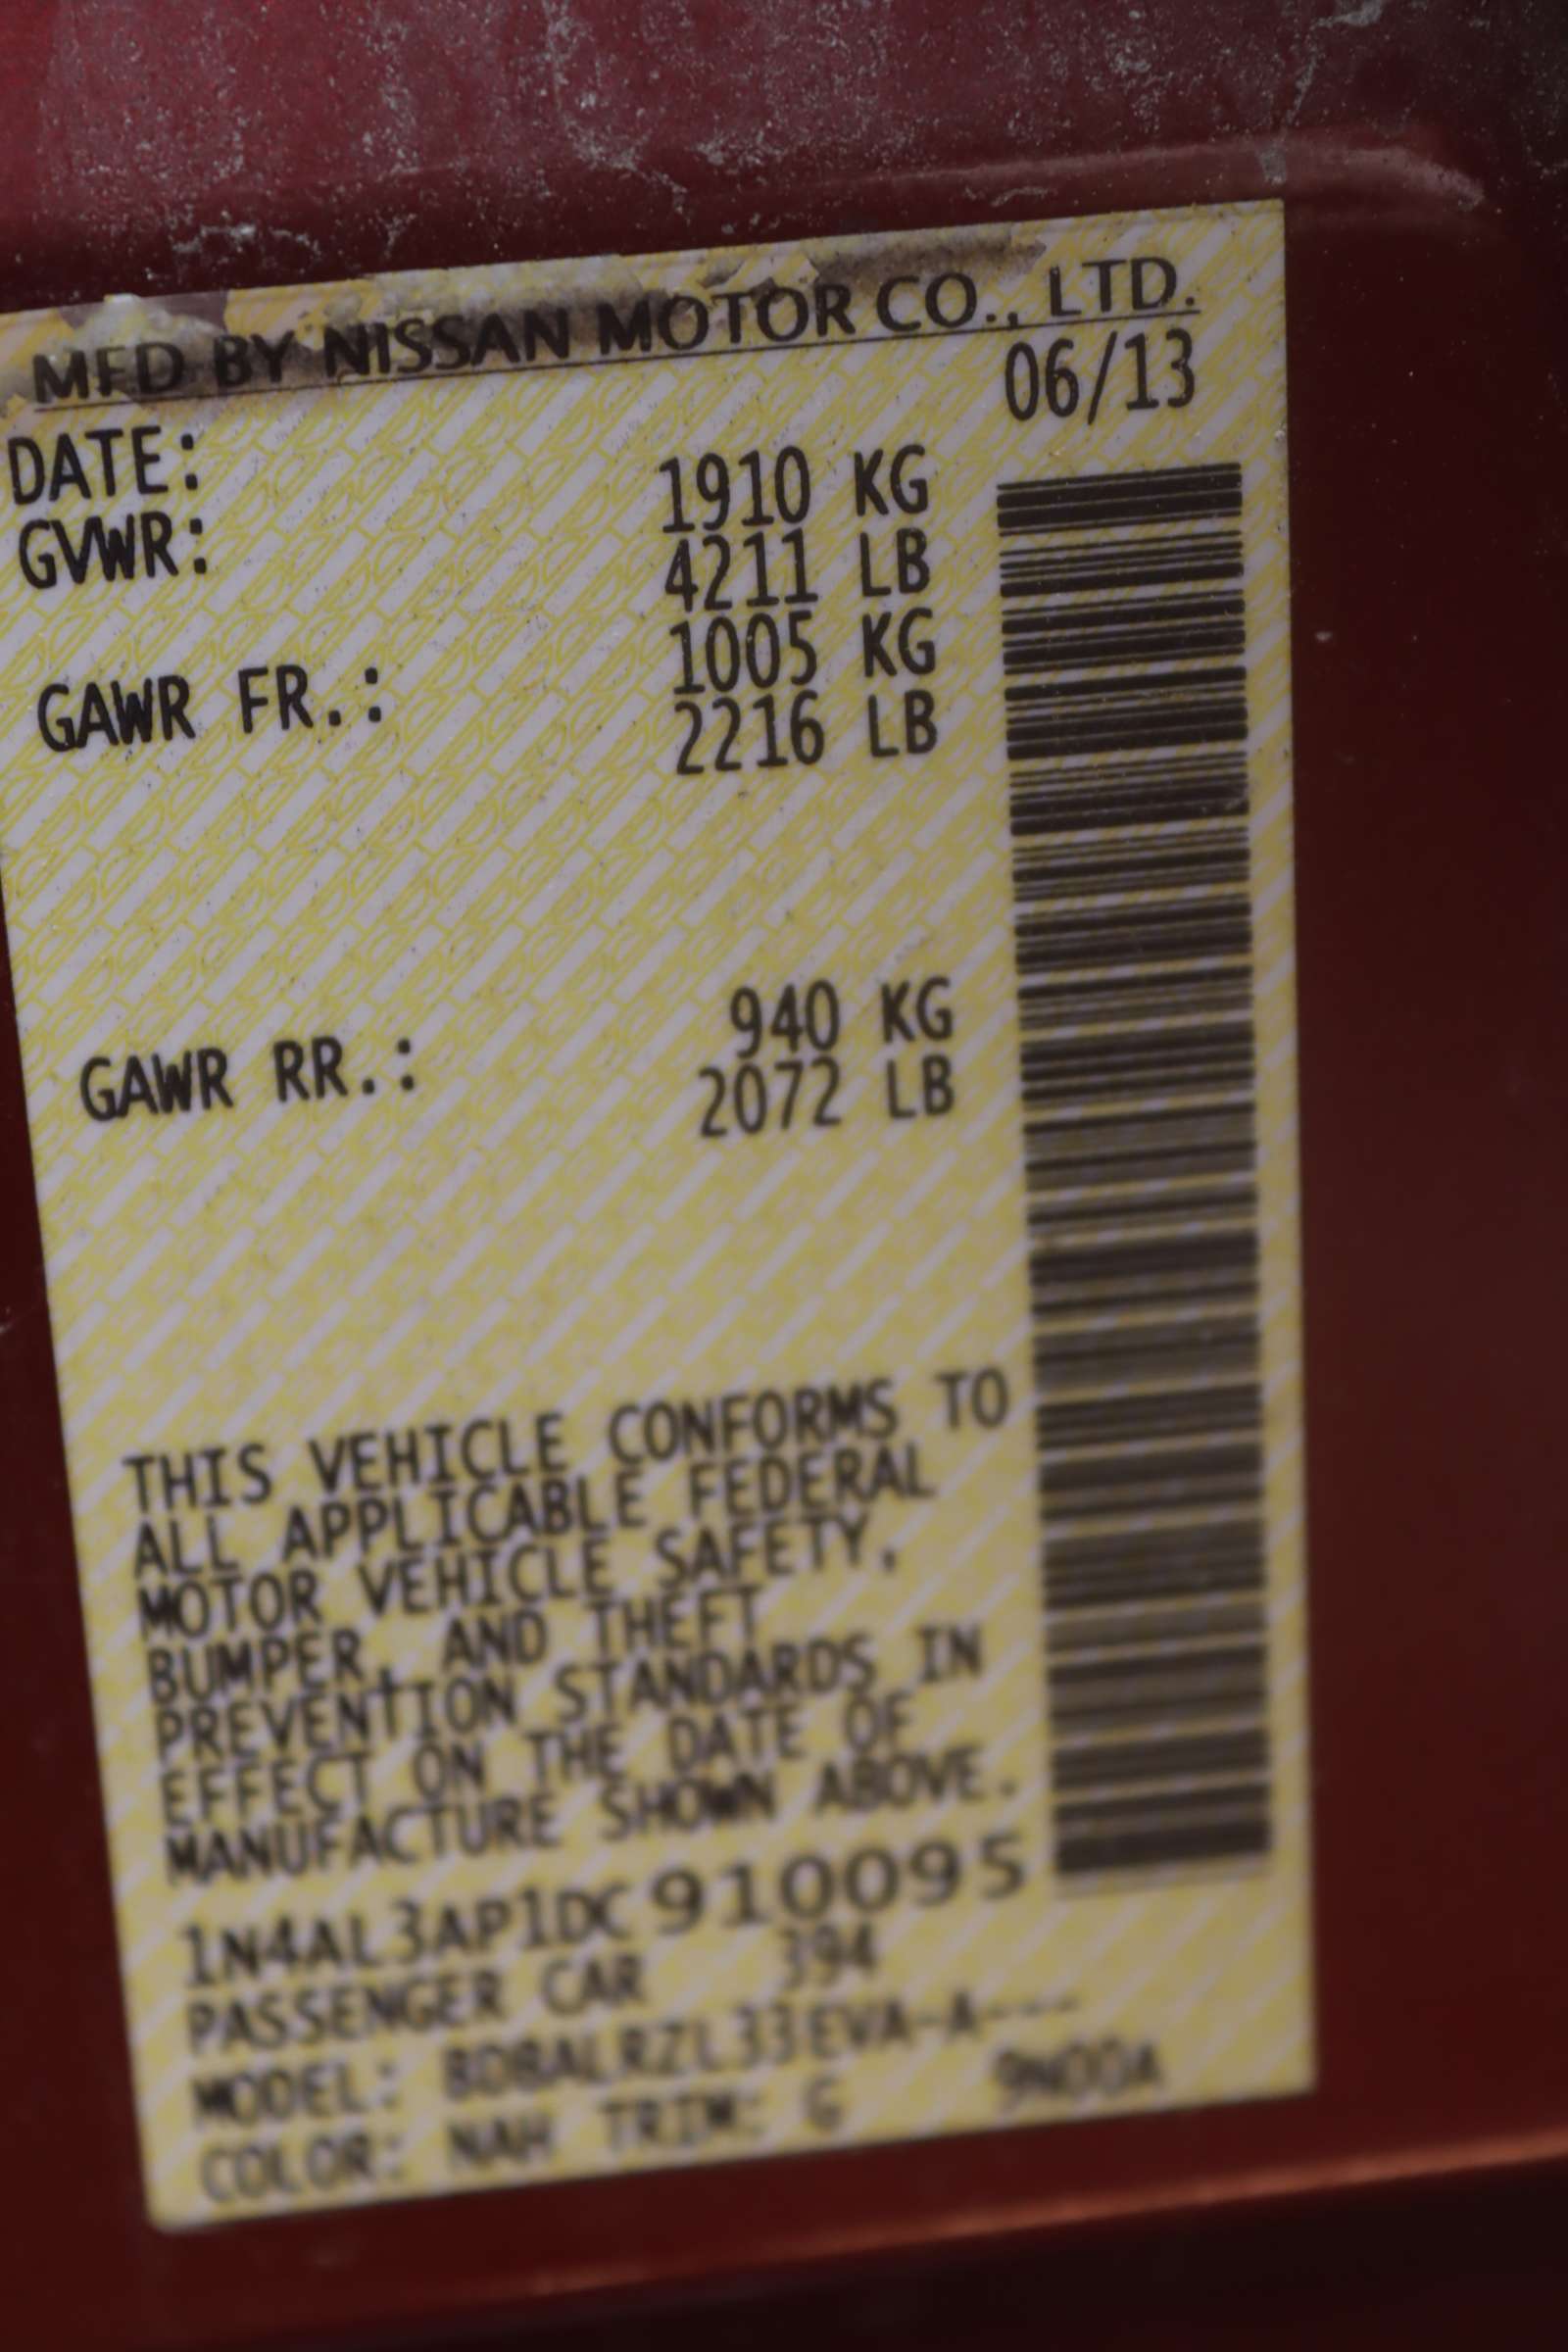 MFD BY NISSAN MOTOR CO., LTD.
DATE: 06/13
GVWR: 1910 KG
4211 LB
GAWR FR.: 1005 KG
2216 LB
GAWR RR.: 940 KG
2072 LB
THIS VEHICLE CONFORMS TO
ALL APPLICABLE FEDERAL
MOTOR VEHICLE SAFETY,
BUMPER, AND THEFT
PREVENTION STANDARDS IN
EFFECT ON THE DATE OF
MANUFACTURE SHOWN ABOVE.
1N4AL3AP1DC910095
PASSENGER CAR 394
MODEL: BDBALRZL33EVA-A---
COLOR: NAH TRIM: G 9N00A